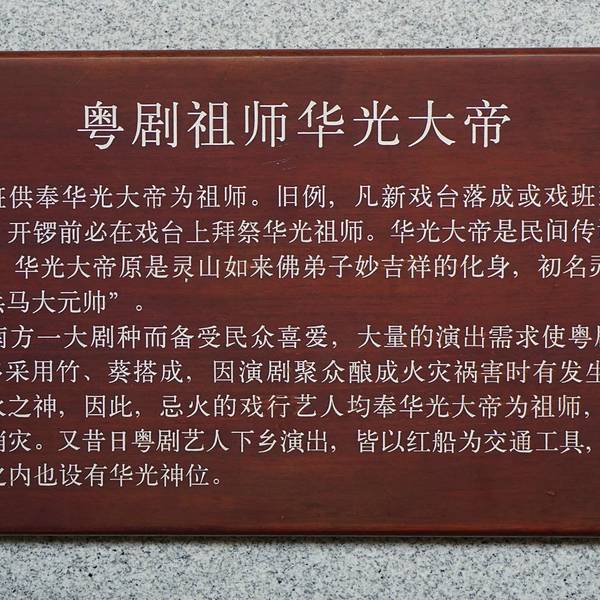 粤剧祖师华光大帝
供奉华光大帝为祖师。旧例，凡新戏台落成或戏班
开锣前必在戏台上拜祭华光祖师。华光大帝是民间传
华光大帝原是灵山如来佛弟子妙吉祥的化身，初名灵
马大元帅”。
南方一大剧种而备受民众喜爱，大量的演出需求使粤
采用竹、葵搭成，因演剧聚众酿成火灾祸害时有发生
之神，因此，忌火的戏行艺人均奉华光大帝为祖师，
消灾。又昔日粤剧艺人下乡演出，皆以红船为交通工具，
之内也设有华光神位。